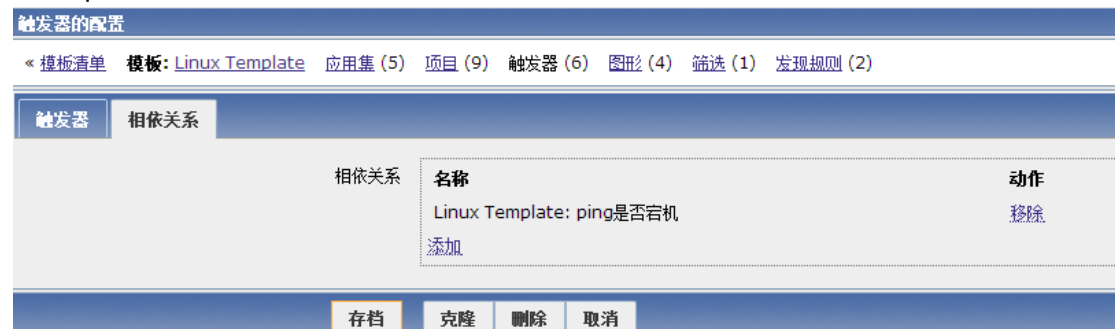 触发器的配置
« 模板清单 模板: Linux Template 应用集 (5) 项目 (9) 触发器 (6) 图形 (4) 筛选 (1) 发现规则 (2)
触发器 相依关系
相依关系 名称 动作
Linux Template: ping是否宕机 移除
添加
存档 克隆 删除 取消